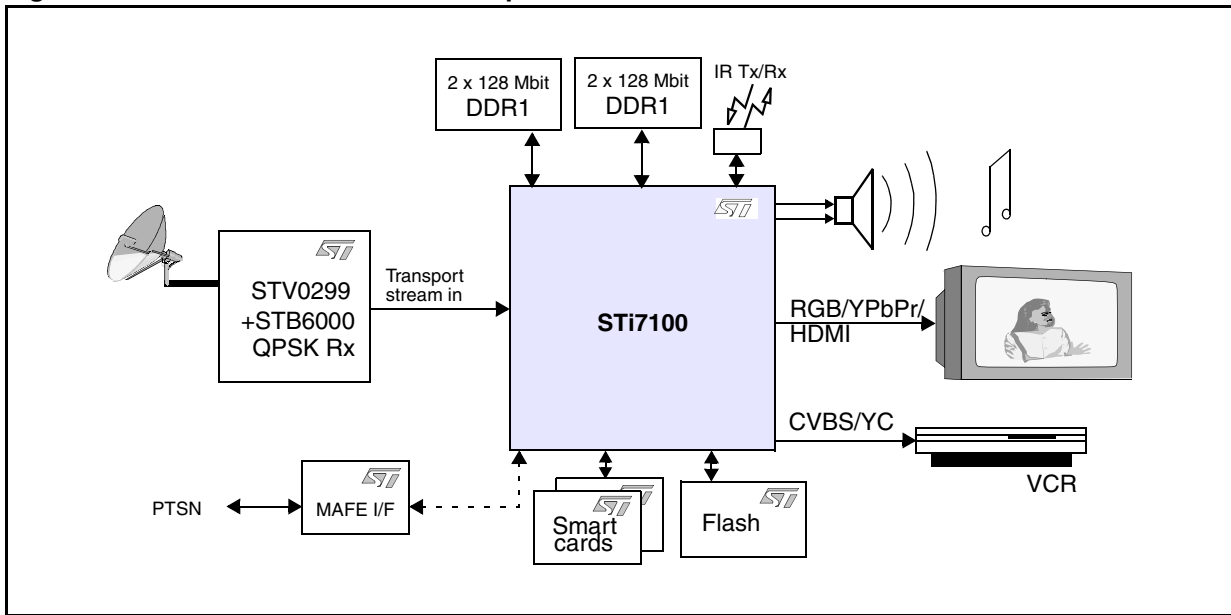 2 x 128 Mbit
DDR1
2 x 128 Mbit
DDR1
IR Tx/Rx
STV0299
+STB6000
QPSK Rx
Transport
stream in
STi7100
RGB/YPbPr/
HDMI
CVBS/YC
VCR
PTSN
MAFE I/F
Smart
cards
Flash